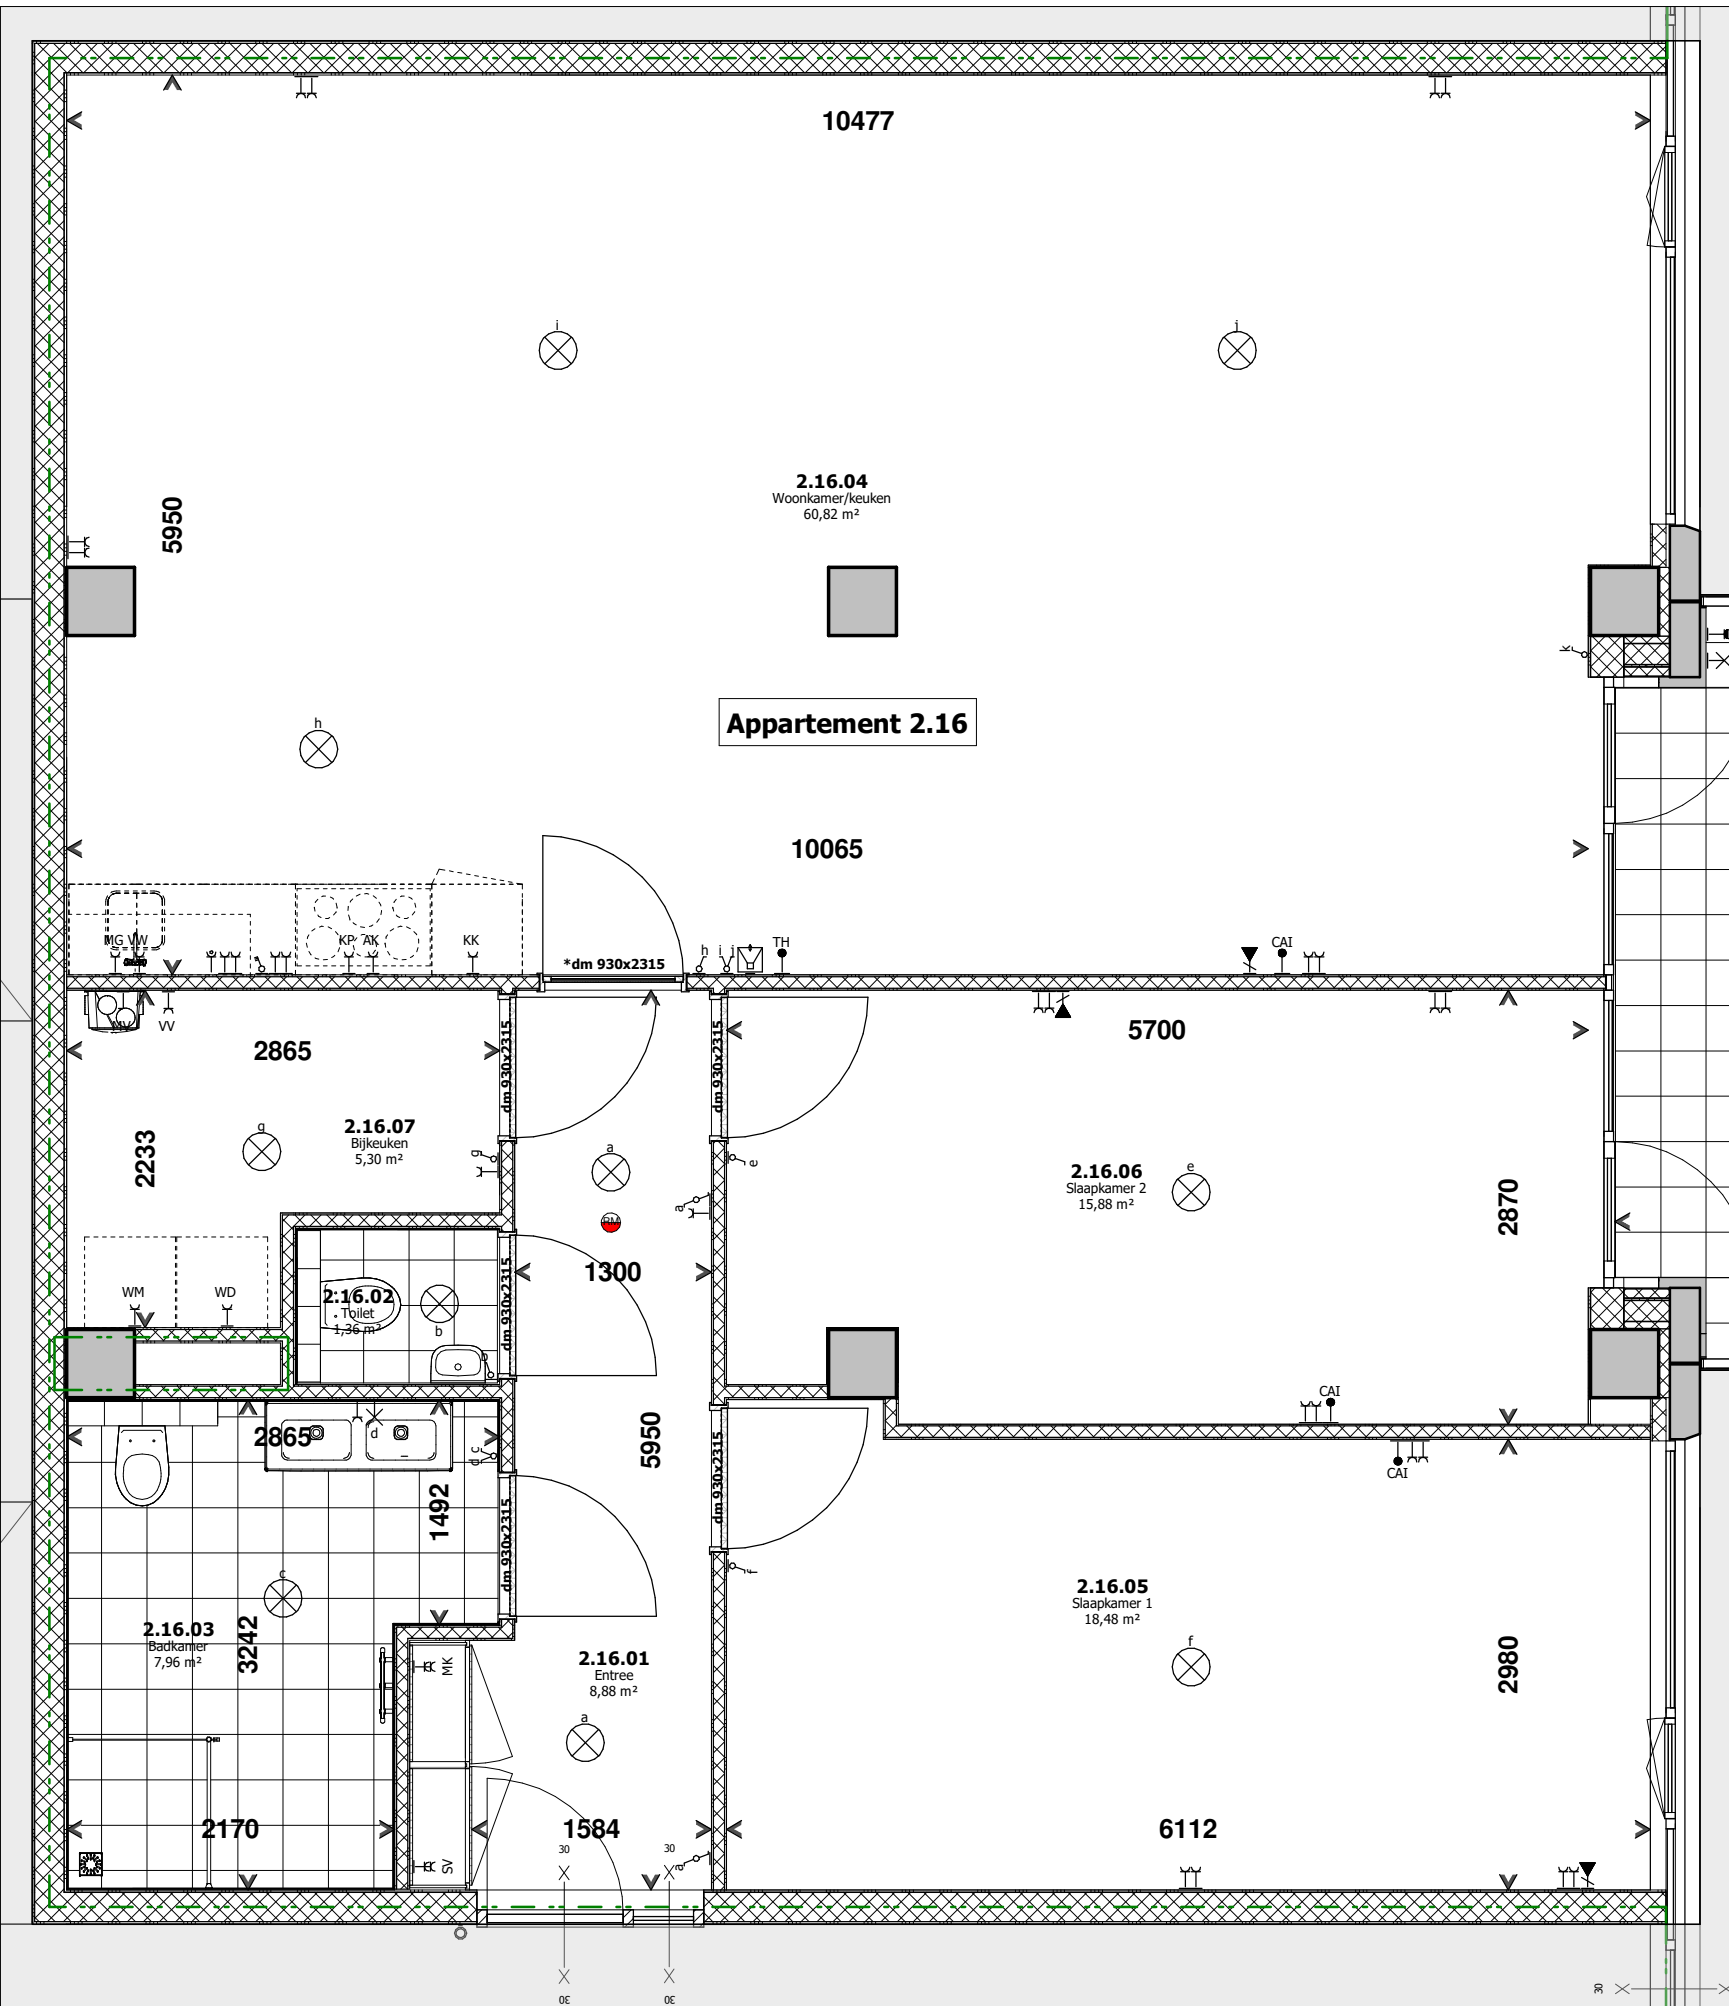 10477
i
j
5950
2.16.04
Woonkamer/keuken
60,82 m²
k
Appartement 2.16
h
10065
MG VW
KP AK
KK
*dm 930x2315
h
i j
TH
CAI
MV
VV
2865
dm 930x2315
dm 930x2315
5700
2233
g
2.16.07
Bijkeuken
5,30 m²
g
a
e
RM
a
2.16.06
Slaapkamer 2
15,88 m²
e
2870
1300
WM
WD
2.16.02
Toilet
1,36 m²
b
b
dm 930x2315
2865
d
d c
1492
5950
dm 930x2315
dm 930x2315
CAI
CAI
c
2.16.03
Badkamer
7,96 m²
3242
f
2.16.05
Slaapkamer 1
18,48 m²
f
2980
MK
2.16.01
Entree
8,88 m²
a
2170
SV
1584
6112
30
30
a
30
30
30